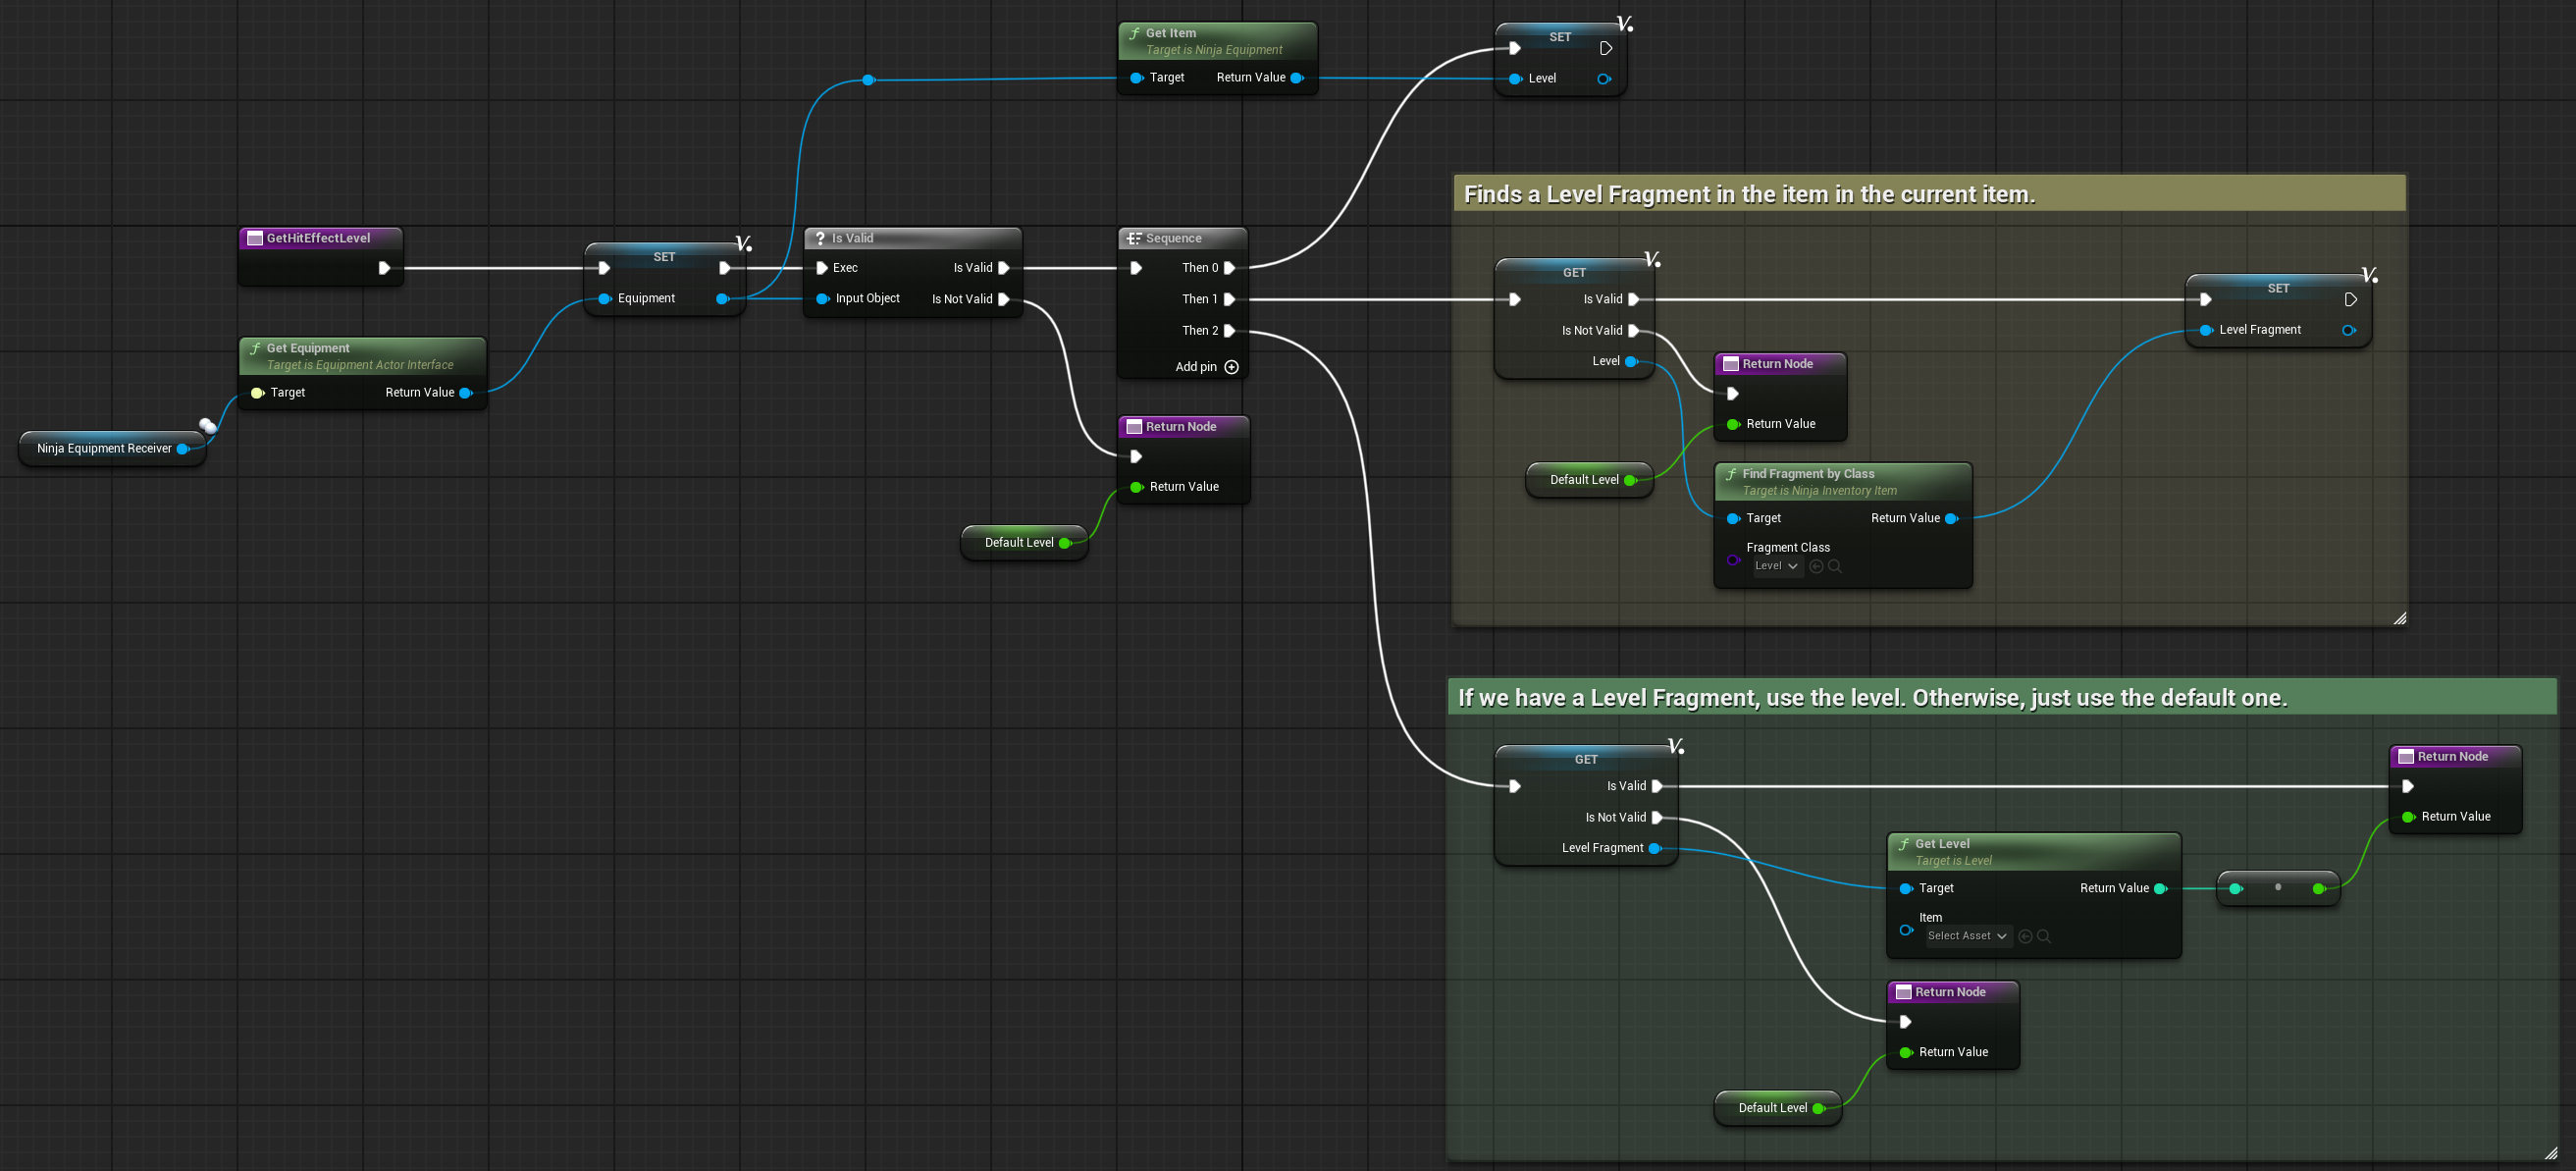 Get Item
Target is Ninja Equipment
Target
Return Value
SET
Level
GetHitEffectLevel
SET
Equipment
Is Valid
Exec
Is Valid
Input Object
Is Not Valid
Sequence
Then 0
Then 1
Then 2
Add pin
Get Equipment
Target is Equipment Actor Interface
Target
Return Value
Ninja Equipment Receiver
Return Node
Return Value
Default Level
Finds a Level Fragment in the item in the current item.
GET
Is Valid
Is Not Valid
Level
Return Node
Return Value
Default Level
Find Fragment by Class
Target is Ninja Inventory Item
Target
Return Value
Fragment Class
Level
SET
Level Fragment
If we have a Level Fragment, use the level. Otherwise, just use the default one.
GET
Is Valid
Is Not Valid
Level Fragment
Get Level
Target is Level
Target
Return Value
Item
Select Asset
Return Node
Return Value
Return Node
Return Value
Default Level